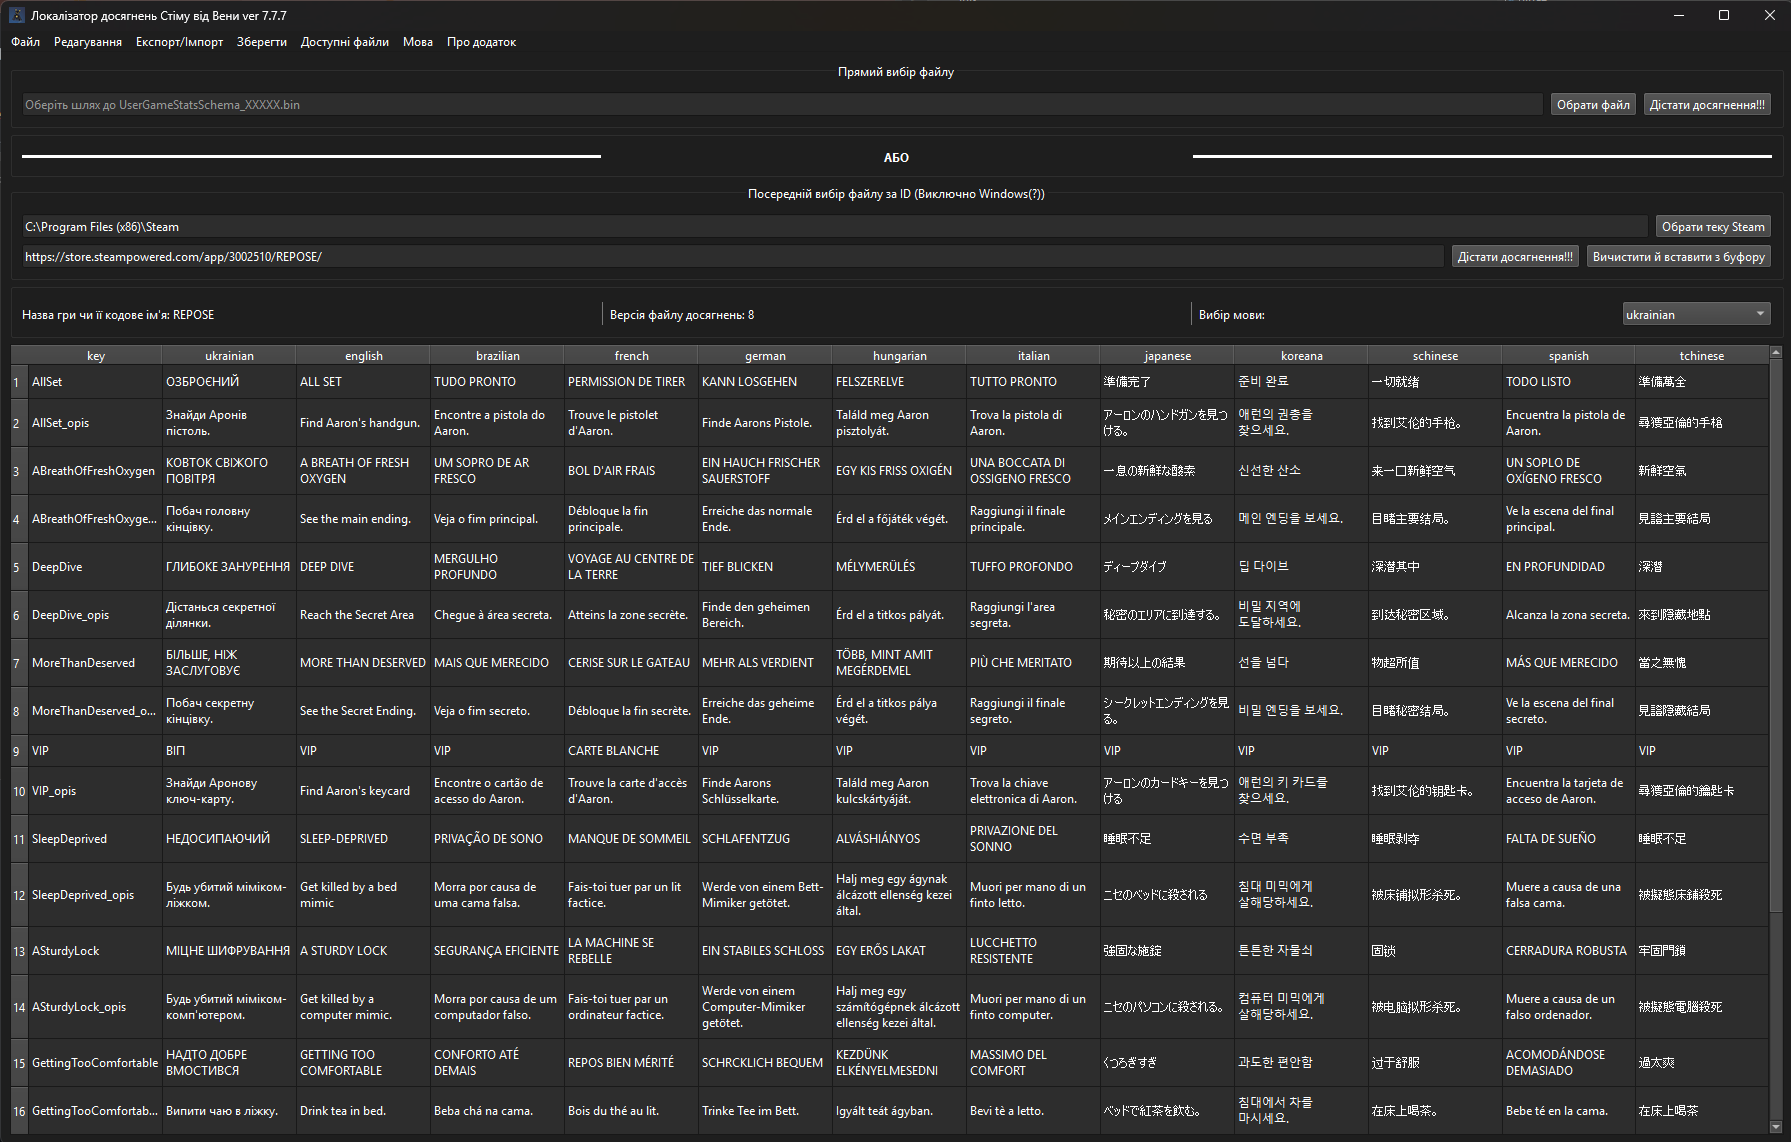 Локалізатор досягнень Стіму від Вени ver 7.7.7
Файл Редагування Експорт/Імпорт Зберегти Доступні файли Мова Про додаток
Прямий вибір файлу
Оберіть шлях до UserGameStatsSchema_XXXXX.bin Обрати файл Дістати досягнення!!!
АБО
Посередній вибір файлу за ID (Виключно Windows(?))
C:\Program Files (x86)\Steam Обрати теку Steam
https://store.steampowered.com/app/3002510/REPOSE/ Дістати досягнення!!! Вичистити й вставити з буфору
Назва гри чи її кодове ім'я: REPOSE Версія файлу досягнень: 8 Вибір мови: ukrainian
key ukrainian english brazilian french german hungarian italian japanese koreana schinese spanish tchinese
1 AllSet ОЗБРОЄНИЙ ALL SET TUDO PRONTO PERMISSION DE TIRER KANN LOSGEHEN FELSZERELVE TUTTO PRONTO 準備完了 준비 완료 一切就绪 TODO LISTO 準備萬全
2 AllSet_opis Знайди Аронів пістоль. Find Aaron's handgun. Encontre a pistola do Aaron. Trouve le pistolet d'Aaron. Finde Aarons Pistole. Találd meg Aaron pisztolyát. Trova la pistola di Aaron. アーロンのハンドガンを見つける。 애런의 권총을 찾으세요. 找到艾伦的手枪。 Encuentra la pistola de Aaron. 尋獲亞倫的手槍
3 ABreathOfFreshOxygen КОВТОК СВІЖОГО ПОВІТРЯ A BREATH OF FRESH OXYGEN UM SOPRO DE AR FRESCO BOL D'AIR FRAIS EIN HAUCH FRISCHER SAUERSTOFF EGY KIS FRISS OXIGÉN UNA BOCCATA DI OSSIGENO FRESCO 一息の新鮮な酸素 신선한 산소 来一口新鲜空气 UN SOPLO DE OXÍGENO FRESCO 新鮮空氣
4 ABreathOfFreshOxyge... Побач головну кінцівку. See the main ending. Veja o fim principal. Débloque la fin principale. Erreiche das normale Ende. Érd el a főjáték végét. Raggiungi il finale principale. メインエンディングを見る 메인 엔딩을 보세요. 目睹主要结局。 Ve la escena del final principal. 見證主要結局
5 DeepDive ГЛИБОКЕ ЗАНУРЕННЯ DEEP DIVE MERGULHO PROFUNDO VOYAGE AU CENTRE DE LA TERRE TIEF BLICKEN MÉLYMERÜLÉS TUFFO PROFONDO ディープダイブ 딥 다이브 深潜其中 EN PROFUNDIDAD 深潛
6 DeepDive_opis Дістанься секретної ділянки. Reach the Secret Area Chegue à área secreta. Atteins la zone secrète. Finde den geheimen Bereich. Érd el a titkos pályát. Raggiungi l'area segreta. 秘密のエリアに到達する。 비밀 지역에 도달하세요. 到达秘密区域。 Alcanza la zona secreta. 來到隱藏地點
7 MoreThanDeserved БІЛЬШЕ, НІЖ ЗАСЛУГОВУЄ MORE THAN DESERVED MAIS QUE MERECIDO CERISE SUR LE GATEAU MEHR ALS VERDIENT TÖBB, MINT AMIT MEGÉRDEMEL PIÙ CHE MERITATO 期待以上の結果 선을 넘다 物超所值 MÁS QUE MERECIDO 當之無愧
8 MoreThanDeserved_o... Побач секретну кінцівку. See the Secret Ending. Veja o fim secreto. Débloque la fin secrète. Erreiche das geheime Ende. Érd el a titkos pálya végét. Raggiungi il finale segreto. シークレットエンディングを見る。 비밀 엔딩을 보세요. 目睹秘密结局。 Ve la escena del final secreto. 見證隱藏結局
9 VIP ВІП VIP VIP CARTE BLANCHE VIP VIP VIP VIP VIP VIP VIP VIP
10 VIP_opis Знайди Аронову ключ-карту. Find Aaron's keycard Encontre o cartão de acesso do Aaron. Trouve la carte d'accès d'Aaron. Finde Aarons Schlüsselkarte. Találd meg Aaron kulcskártyáját. Trova la chiave elettronica di Aaron. アーロンのカードキーを見つける 애런의 키 카드를 찾으세요. 找到艾伦的钥匙卡。 Encuentra la tarjeta de acceso de Aaron. 尋獲亞倫的鑰匙卡
11 SleepDeprived НЕДОСИПАЮЧИЙ SLEEP-DEPRIVED PRIVAÇÃO DE SONO MANQUE DE SOMMEIL SCHLAFENTZUG ALVÁSHIÁNYOS PRIVAZIONE DEL SONNO 睡眠不足 수면 부족 睡眠剥夺 FALTA DE SUEÑO 睡眠不足
12 SleepDeprived_opis Будь убитий міміком-ліжком. Get killed by a bed mimic Morra por causa de uma cama falsa. Fais-toi tuer par un lit factice. Werde von einem Bett-Mimiker getötet. Halj meg egy ágynak álcázott ellenség kezei által. Muori per mano di un finto letto. ニセのベッドに殺される 침대 미믹에게 살해당하세요. 被床铺拟形杀死。 Muere a causa de una falsa cama. 被擬態床鋪殺死
13 ASturdyLock МІЦНЕ ШИФРУВАННЯ A STURDY LOCK SEGURANÇA EFICIENTE LA MACHINE SE REBELLE EIN STABILES SCHLOSS EGY ERŐS LAKAT LUCCHETTO RESISTENTE 強固な施錠 튼튼한 자물쇠 固锁 CERRADURA ROBUSTA 牢固門鎖
14 ASturdyLock_opis Будь убитий міміком-комп'ютером. Get killed by a computer mimic. Morra por causa de um computador falso. Fais-toi tuer par un ordinateur factice. Werde von einem Computer-Mimiker getötet. Halj meg egy számítógépnek álcázott ellenség kezei által. Muori per mano di un finto computer. ニセのパソコンに殺される。 컴퓨터 미믹에게 살해당하세요. 被电脑拟形杀死。 Muere a causa de un falso ordenador. 被擬態電腦殺死
15 GettingTooComfortable НАДТО ДОБРЕ ВМОСТИВСЯ GETTING TOO COMFORTABLE CONFORTO ATÉ DEMAIS REPOS BIEN MÉRITÉ SCHRCKLICH BEQUEM KEZDÜNK ELKÉNYELMESEDNI MASSIMO DEL COMFORT くつろぎすぎ 과도한 편안함 过于舒服 ACOMODÁNDOSE DEMASIADO 過太爽
16 GettingTooComfortab... Випити чаю в ліжку. Drink tea in bed. Beba chá na cama. Bois du thé au lit. Trinke Tee im Bett. Igyált teát ágyban. Bevi tè a letto. ベッドで紅茶を飲む。 침대에서 차를 마시세요. 在床上喝茶。 Bebe té en la cama. 在床上喝茶